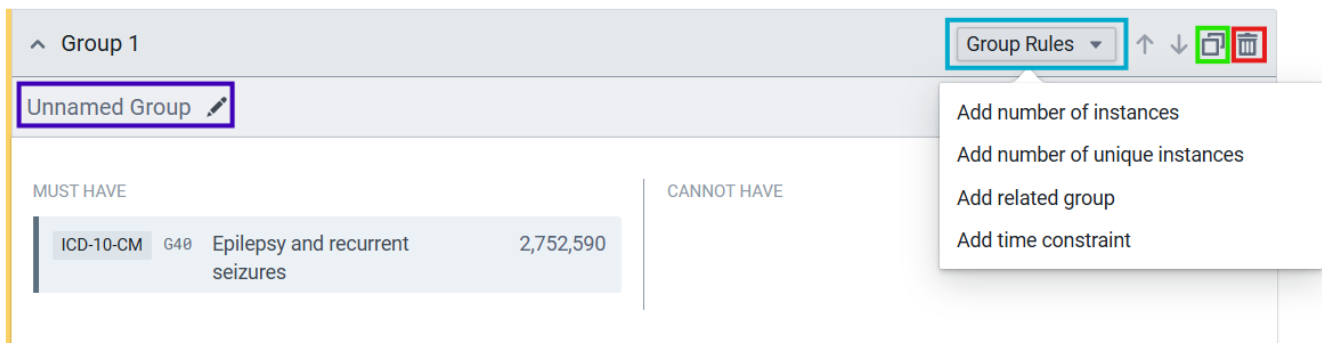 Group 1
Group Rules
Unnamed Group
Add number of instances
Add number of unique instances
Add related group
Add time constraint
MUST HAVE
CANNOT HAVE
ICD-10-CM G40 Epilepsy and recurrent 2,752,590
seizures